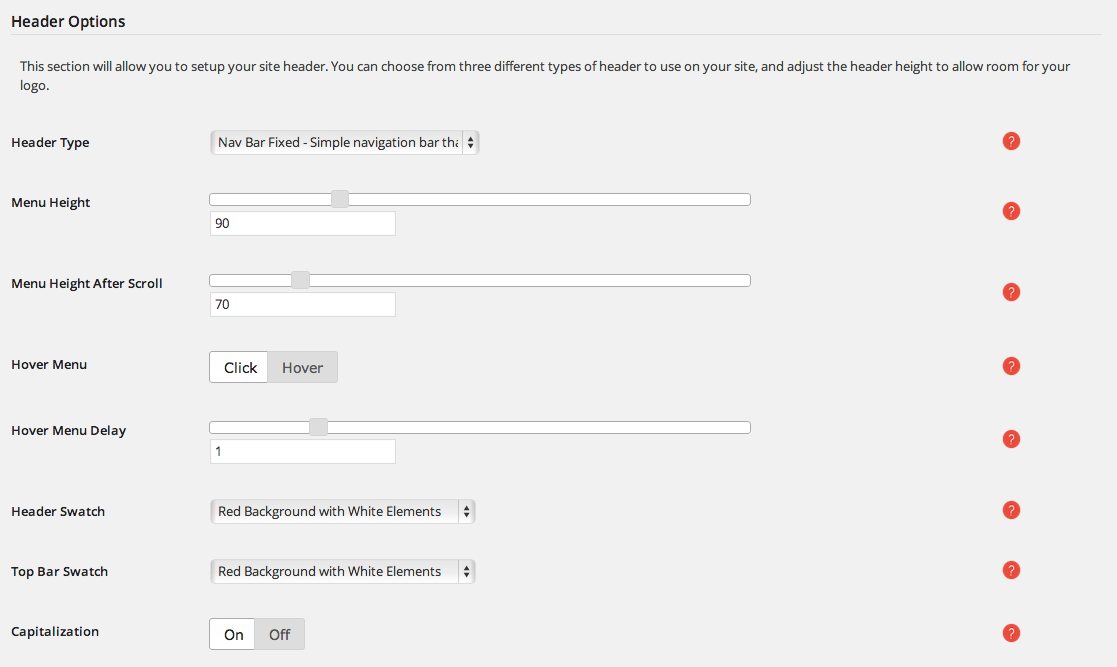 Header Options
This section will allow you to setup your site header. You can choose from three different types of header to use on your site, and adjust the header height to allow room for your
logo.
Header Type
Nav Bar Fixed - Simple navigation bar tha
?
Menu Height
90
?
Menu Height After Scroll
70
?
Hover Menu
Click Hover
?
Hover Menu Delay
1
?
Header Swatch
Red Background with White Elements
?
Top Bar Swatch
Red Background with White Elements
?
Capitalization
On Off
?